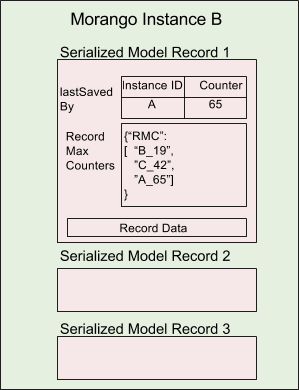 Morango Instance B
Serialized Model Record 1
lastSaved By
Instance ID Counter
A 65
Record Max Counters
{“RMC”:
[ “B_19”,
”C_42”,
”A_65”]
}
Record Data
Serialized Model Record 2
Serialized Model Record 3